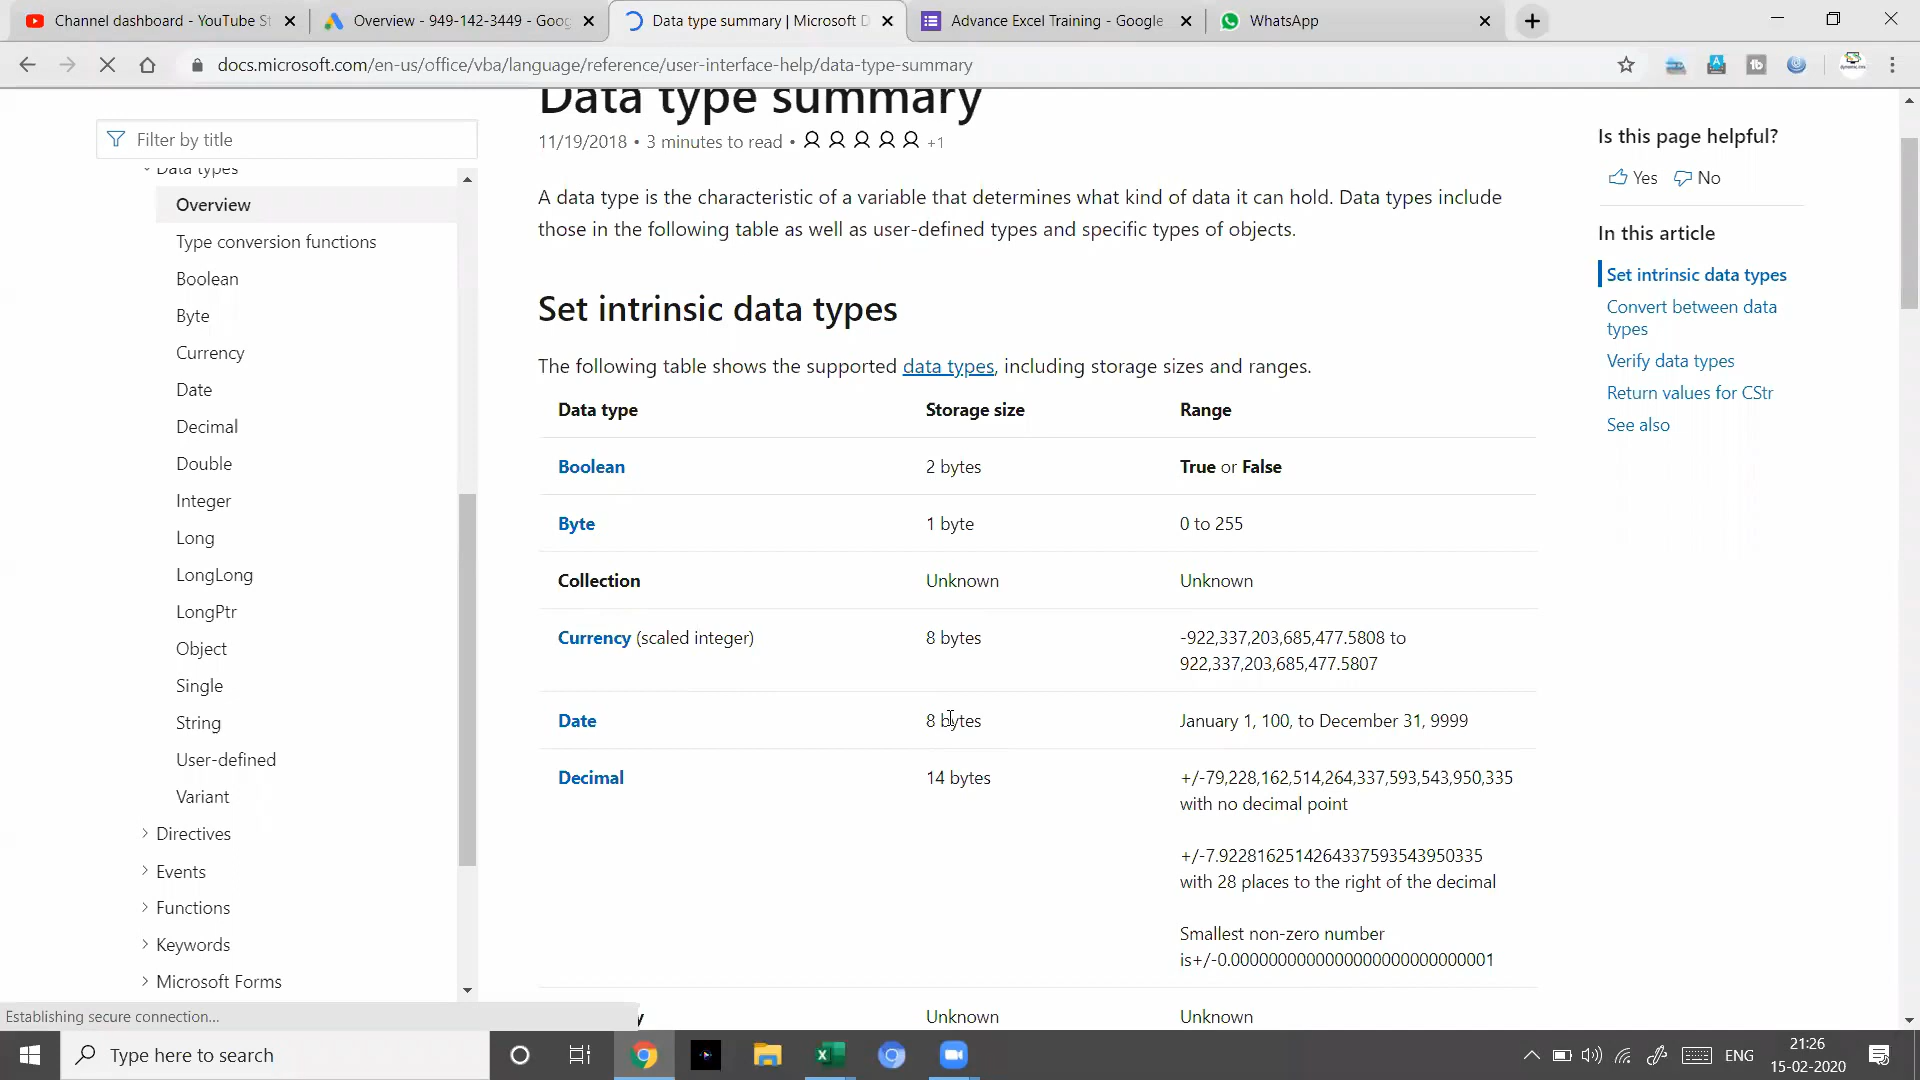 Channel dashboard - YouTube St
Overview - 949-142-3449 - Goog
Data type summary | Microsoft D
Advance Excel Training - Google
WhatsApp
docs.microsoft.com/en-us/office/vba/language/reference/user-interface-help/data-type-summary
Filter by title
Data types
Overview
Type conversion functions
Boolean
Byte
Currency
Date
Decimal
Double
Integer
Long
LongLong
LongPtr
Object
Single
String
User-defined
Variant
Directives
Events
Functions
Keywords
Microsoft Forms
Data type summary
11/19/2018 • 3 minutes to read • +1
A data type is the characteristic of a variable that determines what kind of data it can hold. Data types include
those in the following table as well as user-defined types and specific types of objects.
Set intrinsic data types
The following table shows the supported data types, including storage sizes and ranges.
Data type Storage size Range
Boolean 2 bytes True or False
Byte 1 byte 0 to 255
Collection Unknown Unknown
Currency (scaled integer) 8 bytes -922,337,203,685,477.5808 to
922,337,203,685,477.5807
Date 8 bytes January 1, 100, to December 31, 9999
Decimal 14 bytes +/-79,228,162,514,264,337,593,543,950,335
with no decimal point
+/-7.9228162514264337593543950335
with 28 places to the right of the decimal
Smallest non-zero number
is+/-0.0000000000000000000000000001
y Unknown Unknown
Is this page helpful?
Yes No
In this article
Set intrinsic data types
Convert between data
types
Verify data types
Return values for CStr
See also
Establishing secure connection...
Type here to search
ENG
21:26
15-02-2020